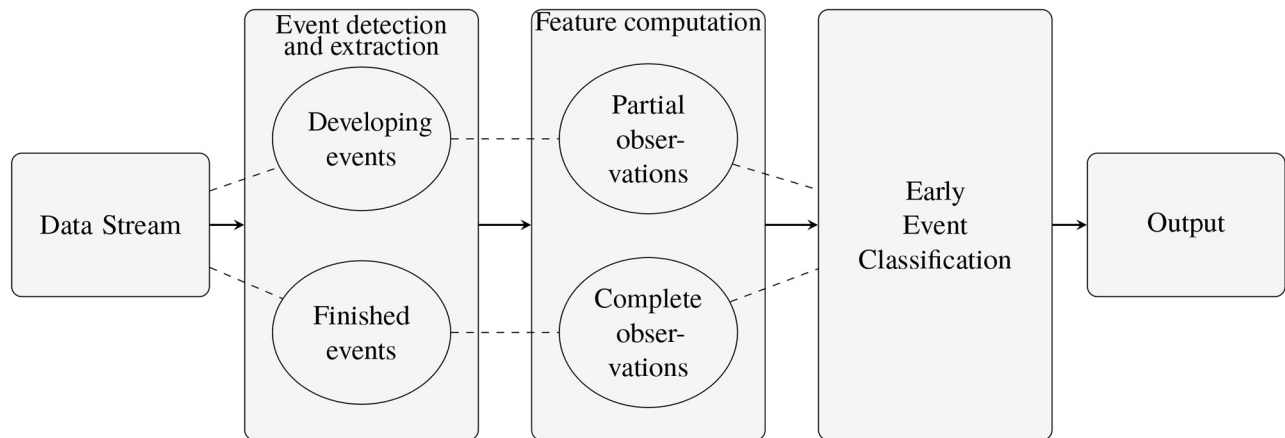 Data Stream
Event detection
and extraction
Developing
events
Finished
events
Feature computation
Partial
obser-
vations
Complete
obser-
vations
Early
Event
Classification
Output